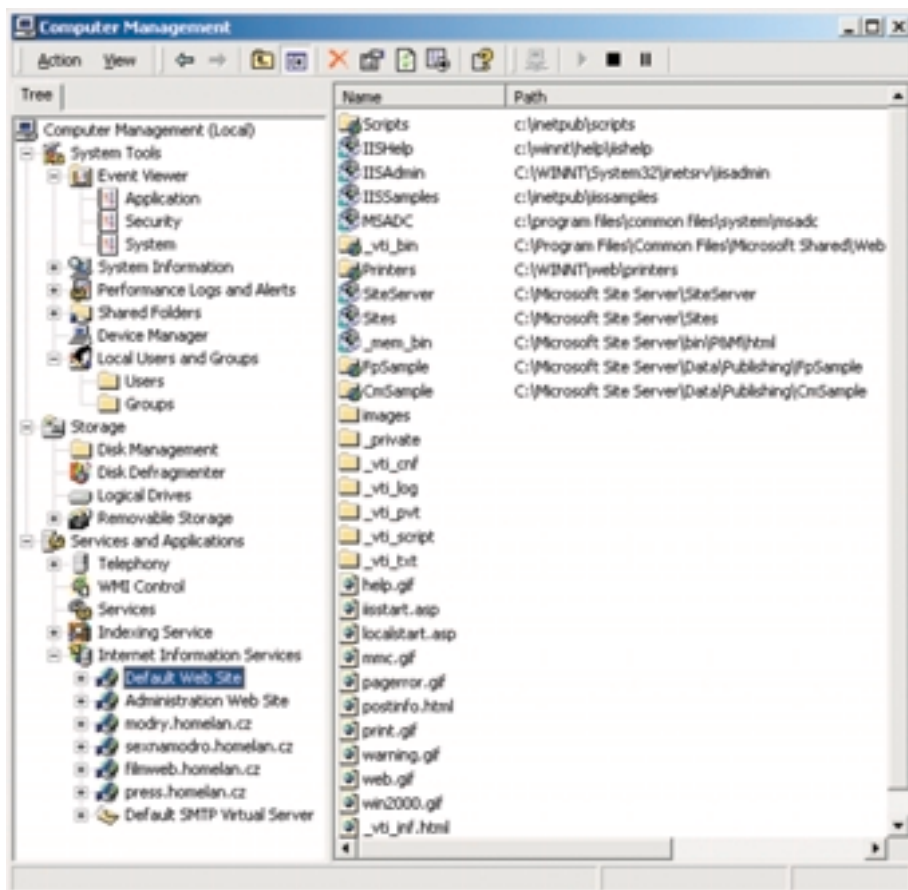 Computer Management
Action View
Tree
Computer Management (Local)
System Tools
Event Viewer
Application
Security
System
System Information
Performance Logs and Alerts
Shared Folders
Device Manager
Local Users and Groups
Users
Groups
Storage
Disk Management
Disk Defragmenter
Logical Drives
Removable Storage
Services and Applications
Telephony
WMI Control
Services
Indexing Service
Internet Information Services
Default Web Site
Administration Web Site
modry.homelan.cz
sexnamodro.homelan.cz
filmweb.homelan.cz
press.homelan.cz
Default SMTP Virtual Server
Name Path
Scripts c:\inetpub\scripts
IISHelp c:\winnt\help\iishelp
IISAdmin C:\WINNT\System32\inetsrv\iisadmin
IISSamples c:\inetpub\iissamples
MSADC c:\program files\common files\system\msadc
_vti_bin C:\Program Files\Common Files\Microsoft Shared\Web
Printers C:\WINNT\web\printers
SiteServer C:\Microsoft Site Server\SiteServer
Sites C:\Microsoft Site Server\Sites
_mem_bin C:\Microsoft Site Server\bin\P&M\html
FpSample C:\Microsoft Site Server\Data\Publishing\FpSample
CmSample C:\Microsoft Site Server\Data\Publishing\CmSample
images
_private
_vti_cnf
_vti_log
_vti_pvt
_vti_script
_vti_txt
help.gif
iisstart.asp
localstart.asp
mmc.gif
pagerror.gif
postinfo.html
print.gif
warning.gif
web.gif
win2000.gif
_vti_inf.html